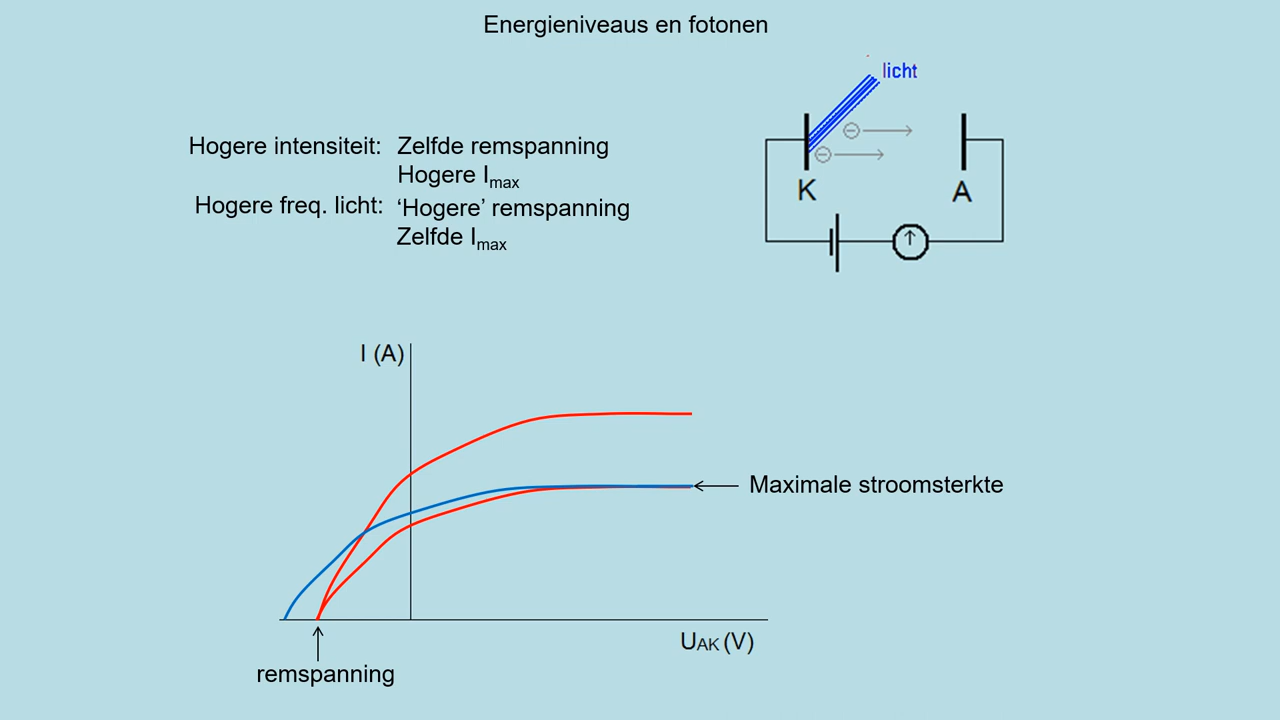 Energieniveaus en fotonen
licht
Hogere intensiteit: Zelfde remspanning
Hogere Imax
Hogere freq. licht: ‘Hogere’ remspanning
Zelfde Imax
K
A
I (A)
Maximale stroomsterkte
UAK (V)
remspanning